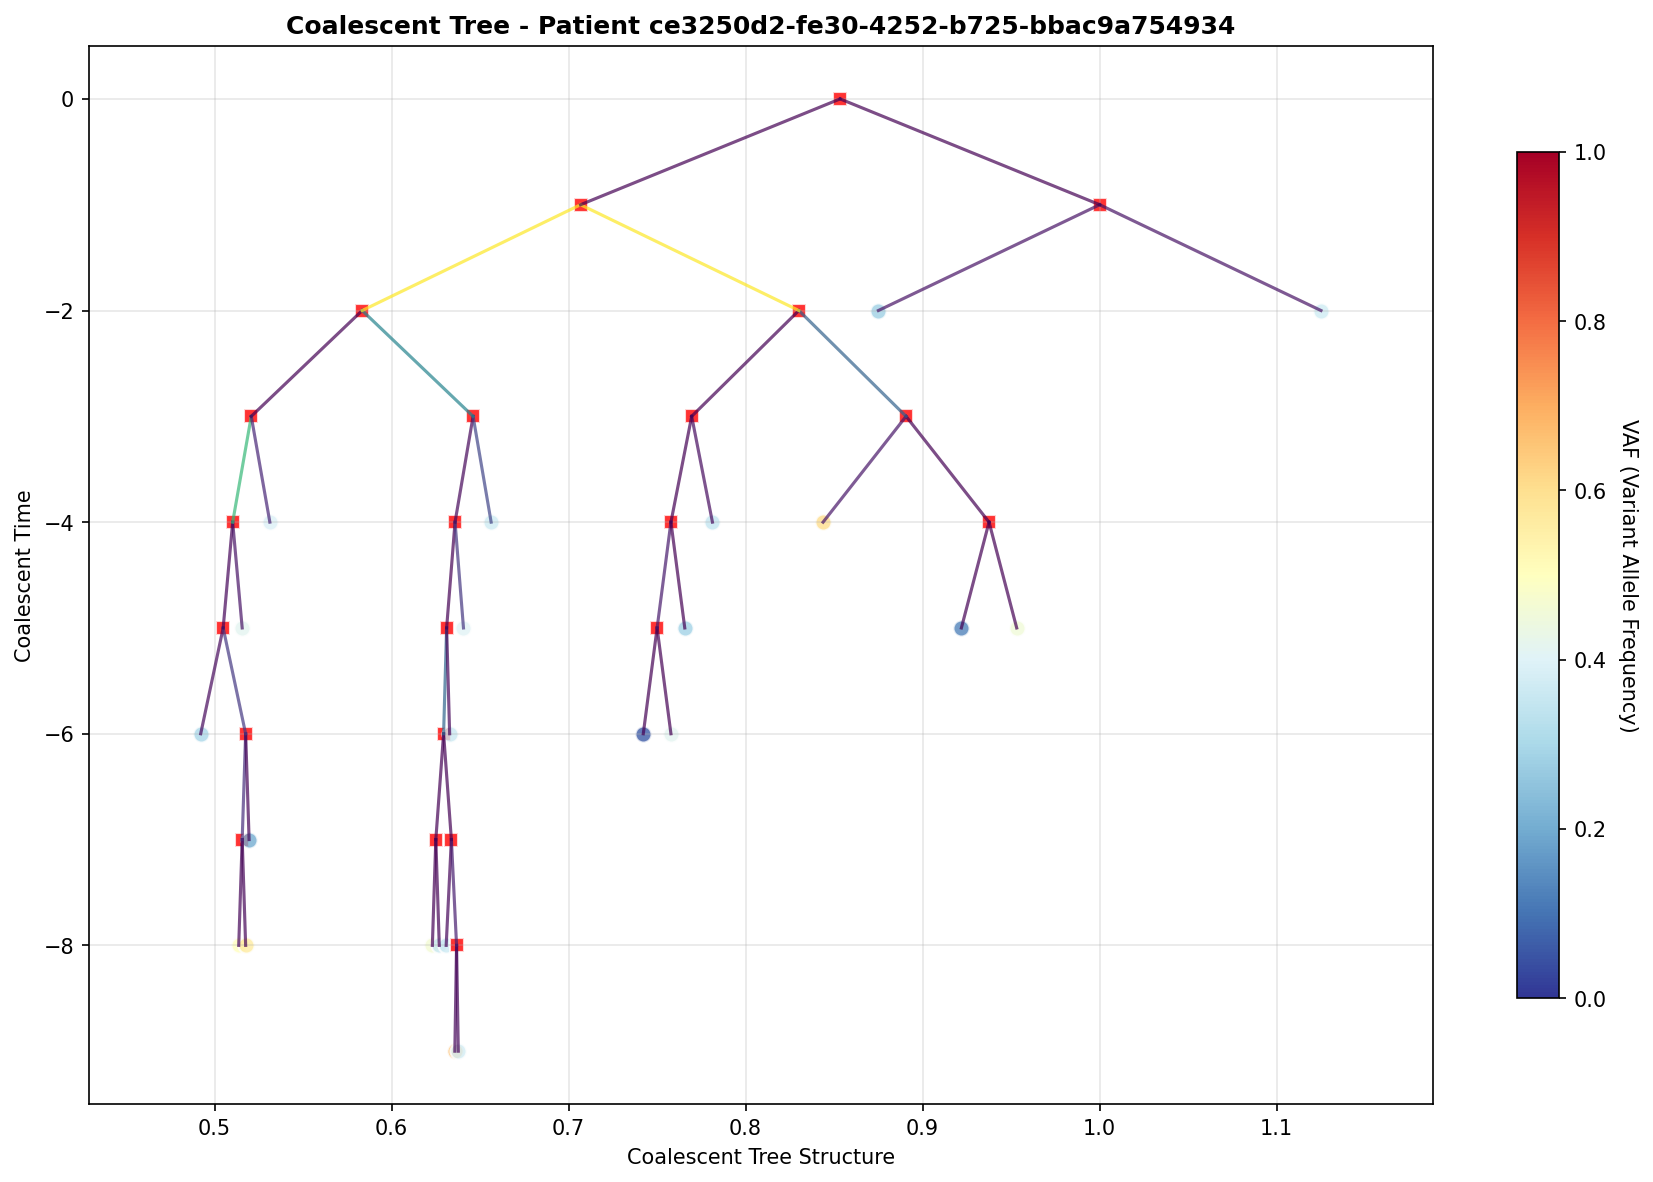 Coalescent Tree - Patient ce3250d2-fe30-4252-b725-bbac9a754934
0
−2
−4
−6
−8
Coalescent Time
0.5 0.6 0.7 0.8 0.9 1.0 1.1
Coalescent Tree Structure
1.0
0.8
0.6
0.4
0.2
0.0
VAF (Variant Allele Frequency)